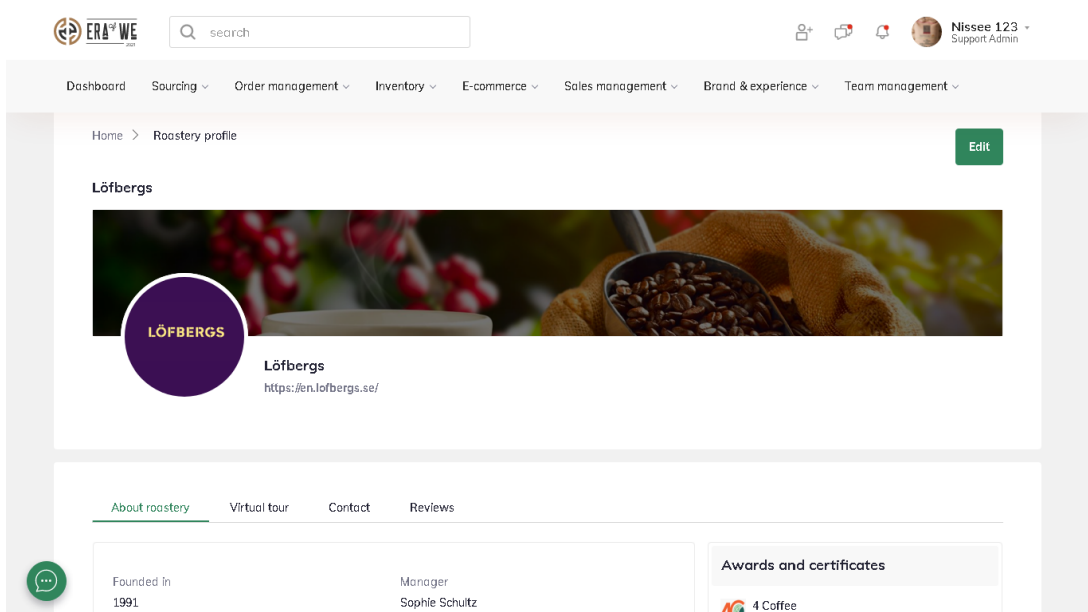 ERA of WE
2021
search
Nissee 123
Support Admin
Dashboard Sourcing Order management Inventory E-commerce Sales management Brand & experience Team management
Home Roastery profile
Edit
Löfbergs
LÖFBERGS
Löfbergs
https://en.lofbergs.se/
About roastery Virtual tour Contact Reviews
Founded in
1991
Manager
Sophie Schultz
Awards and certificates
4 Coffee